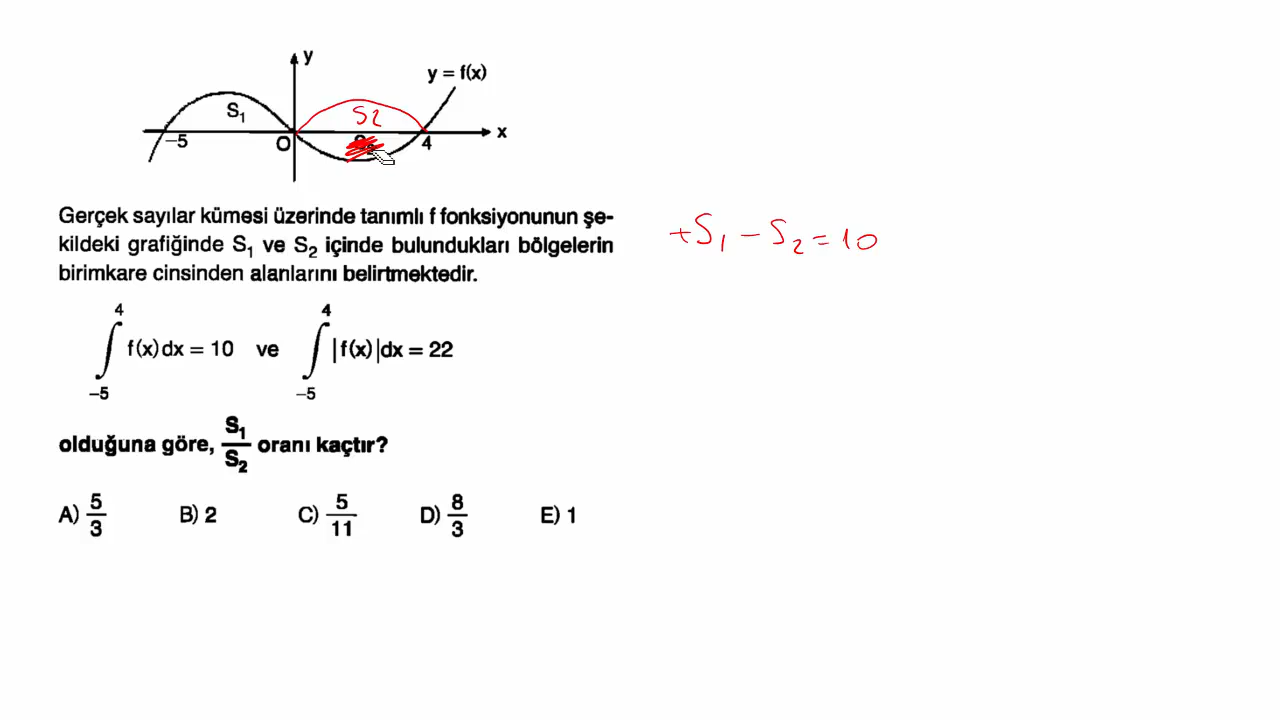 y
y = f(x)
S₁
S2
−5
O
4
x
Gerçek sayılar kümesi üzerinde tanımlı f fonksiyonunun şe-
kildeki grafiğinde S₁ ve S₂ içinde bulundukları bölgelerin
birimkare cinsinden alanlarını belirtmektedir.
+S₁ − S₂ = 10
∫₋₅⁴ f(x)dx = 10 ve ∫₋₅⁴ |f(x)|dx = 22
olduğuna göre, S₁/S₂ oranı kaçtır?
A) 5/3 B) 2 C) 5/11 D) 8/3 E) 1